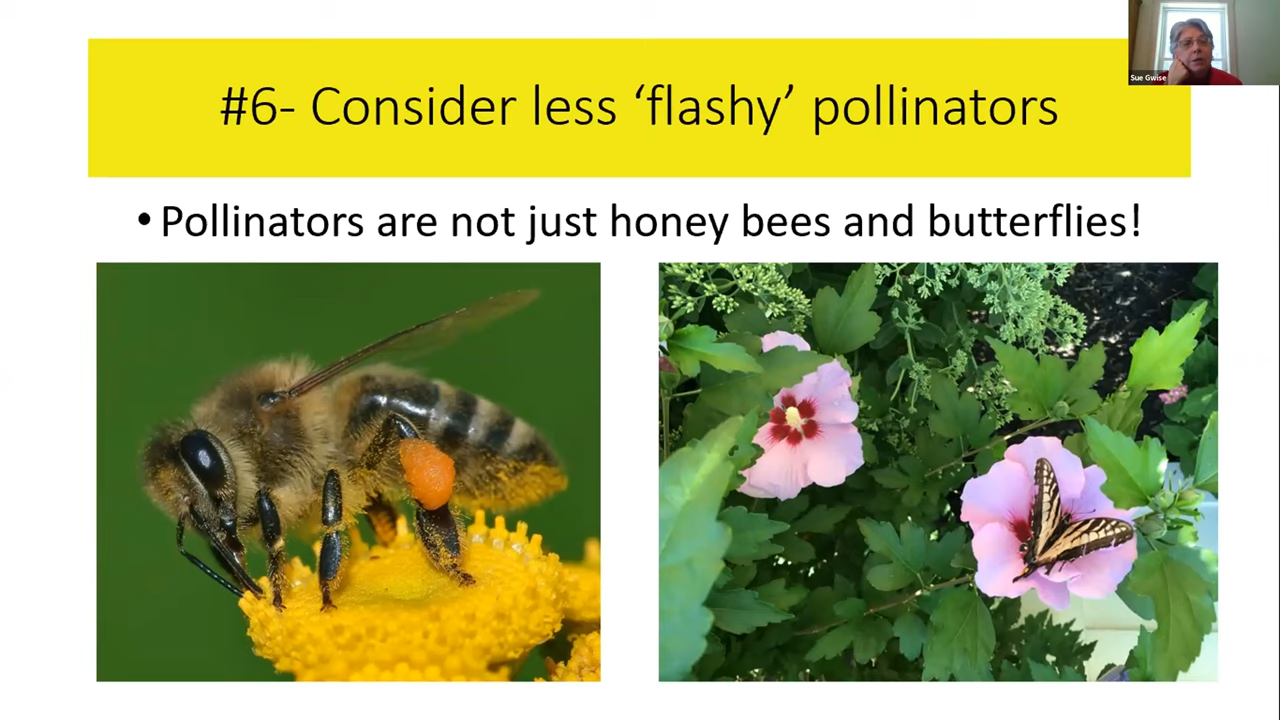 #6- Consider less ‘flashy’ pollinators
Sue Gwise
• Pollinators are not just honey bees and butterflies!